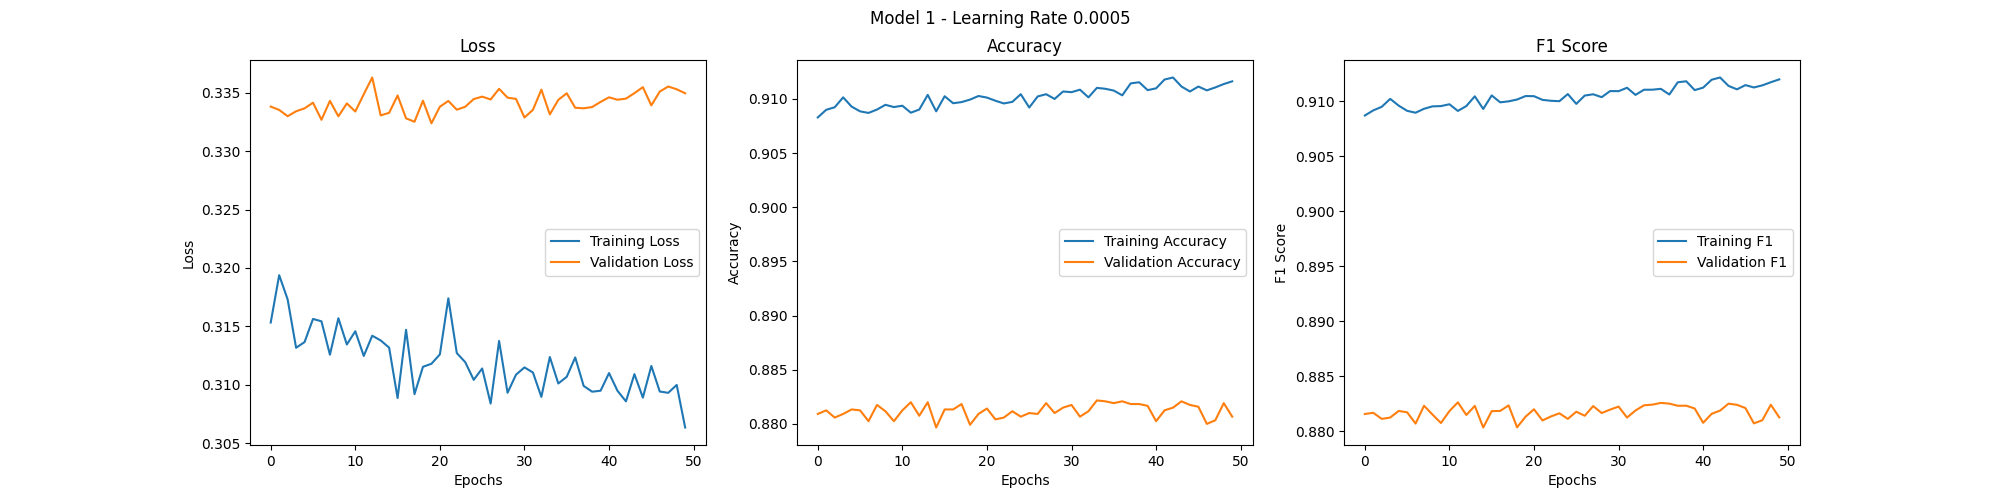 Model 1 - Learning Rate 0.0005
Loss
Loss
0.335
0.330
0.325
0.320
0.315
0.310
0.305
Training Loss
Validation Loss
0 10 20 30 40 50
Epochs
Accuracy
Accuracy
0.910
0.905
0.900
0.895
0.890
0.885
0.880
Training Accuracy
Validation Accuracy
0 10 20 30 40 50
Epochs
F1 Score
F1 Score
0.910
0.905
0.900
0.895
0.890
0.885
0.880
Training F1
Validation F1
0 10 20 30 40 50
Epochs